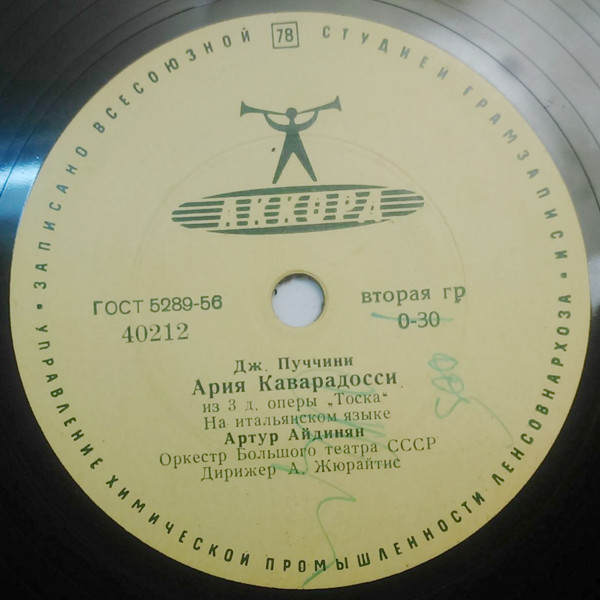 ЗАПИСАНО ВСЕСОЮЗНОЙ 78 СТУДИЕЙ ГРАМЗАПИСИ
УПРАВЛЕНИЕ ХИМИЧЕСКОЙ ПРОМЫШЛЕННОСТИ ЛЕНСОВНАРХОЗА
АККОРД
ГОСТ 5289-56
40212
вторая гр
0-30
Дж. Пуччини
Ария Каварадосси
из 3 д. оперы „Тоска"
На итальянском языке
Артур Айдинян
Оркестр Большого театра СССР
Дирижер А. Жюрайтис